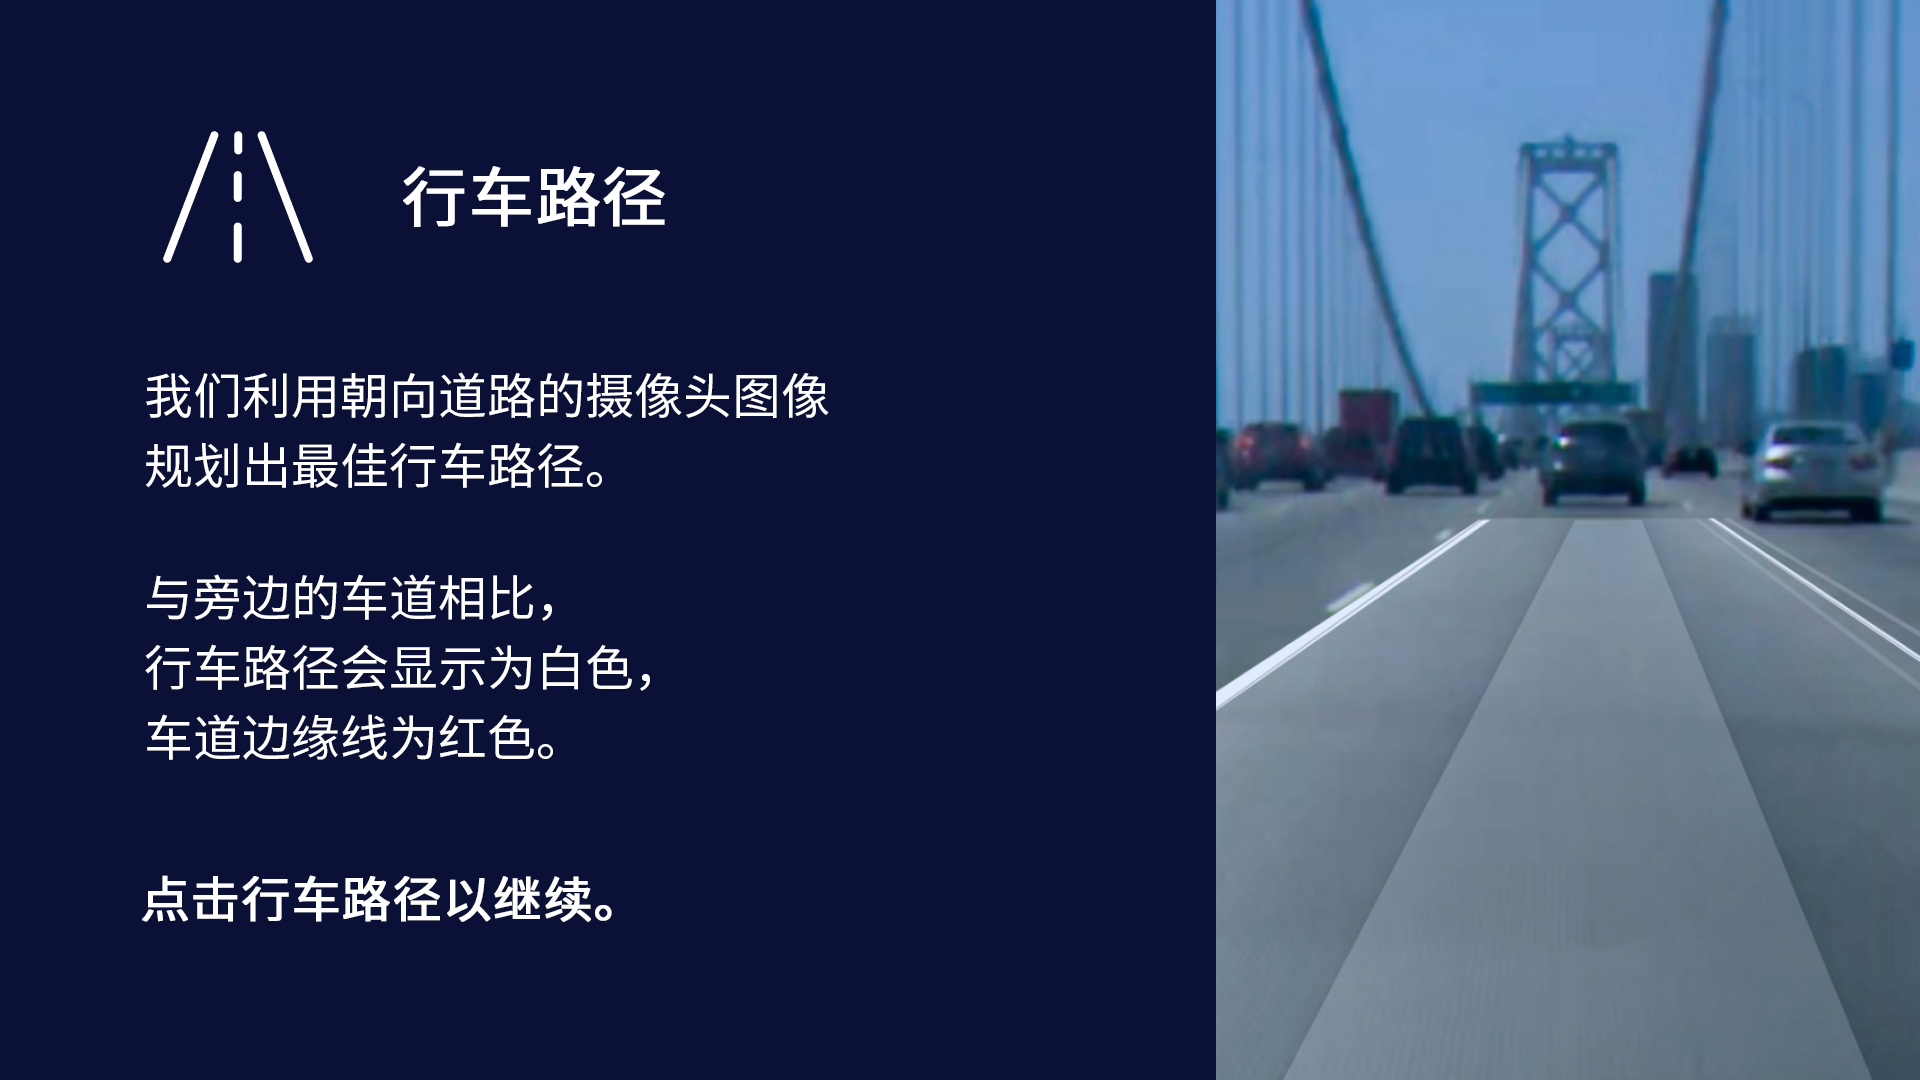 行车路径
我们利用朝向道路的摄像头图像
规划出最佳行车路径。
与旁边的车道相比，
行车路径会显示为白色，
车道边缘线为红色。
点击行车路径以继续。